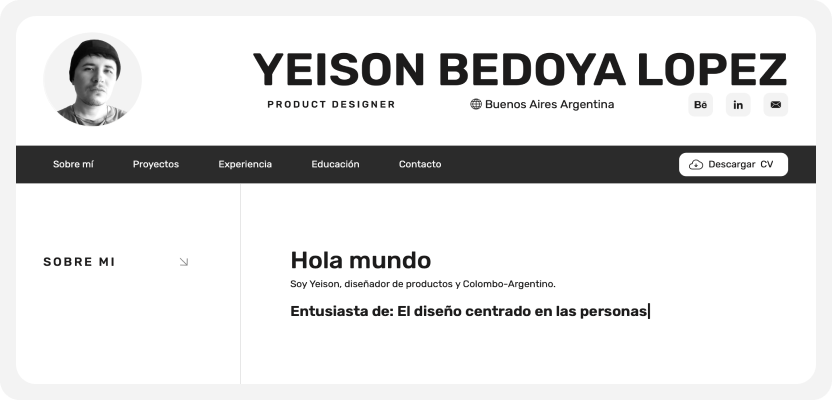 YEISON BEDOYA LOPEZ
PRODUCT DESIGNER
Buenos Aires Argentina
Bē
in
Sobre mí
Proyectos
Experiencia
Educación
Contacto
Descargar CV
SOBRE MI
Hola mundo
Soy Yeison, diseñador de productos y Colombo-Argentino.
Entusiasta de: El diseño centrado en las personas